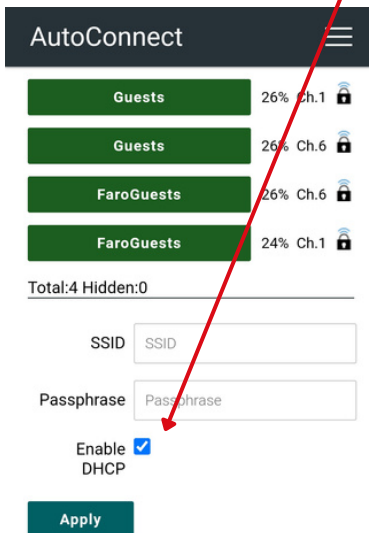 AutoConnect
Guests 26% Ch.1
Guests 26% Ch.6
FaroGuests 26% Ch.6
FaroGuests 24% Ch.1
Total:4 Hidden:0
SSID SSID
Passphrase Passphrase
Enable
DHCP
Apply